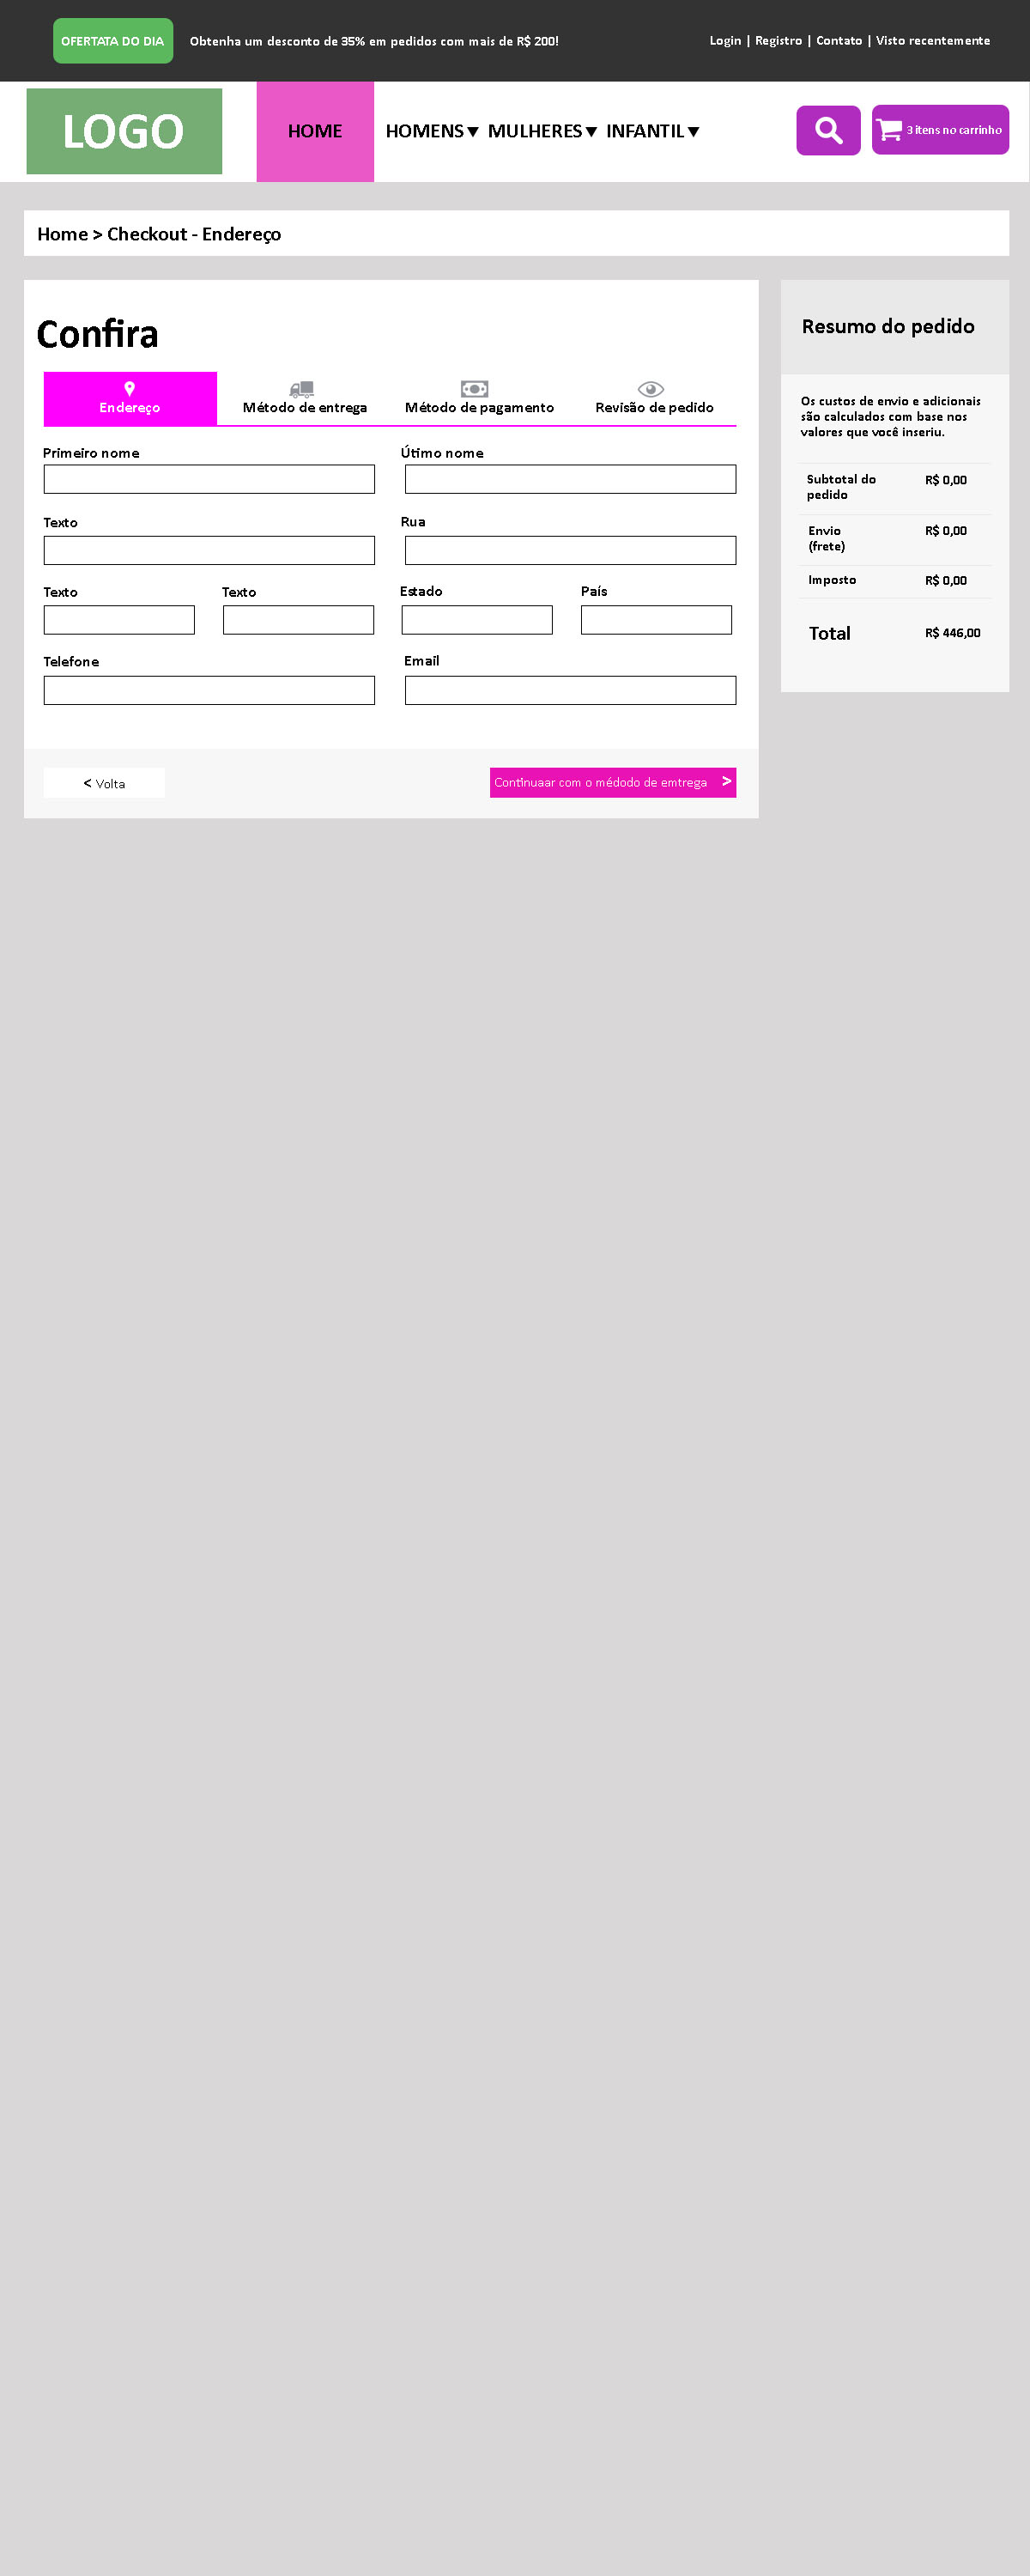 OFERTATA DO DIA
Obtenha um desconto de 35% em pedidos com mais de R$ 200!
Login | Registro | Contato | Visto recentemente
LOGO
HOME
HOMENS▼ MULHERES▼ INFANTIL▼
3 itens no carrinho
Home > Checkout - Endereço
Confira
Endereço
Método de entrega
Método de pagamento
Revisão de pedido
Primeiro nome
Útimo nome
Texto
Rua
Texto
Texto
Estado
País
Telefone
Email
< Volta
Continuaar com o médodo de emtrega >
Resumo do pedido
Os custos de envio e adicionais
são calculados com base nos
valores que você inseriu.
Subtotal do
pedido
R$ 0,00
Envio
(frete)
R$ 0,00
Imposto
R$ 0,00
Total
R$ 446,00